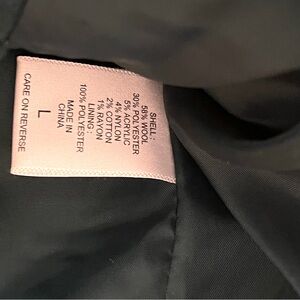 SHELL:
58% WOOL
30% POLYESTER
5% ACRYLIC
4% NYLON
2% COTTON
1% RAYON
LINING:
100% POLYESTER
MADE IN
CHINA
L
CARE ON REVERSE